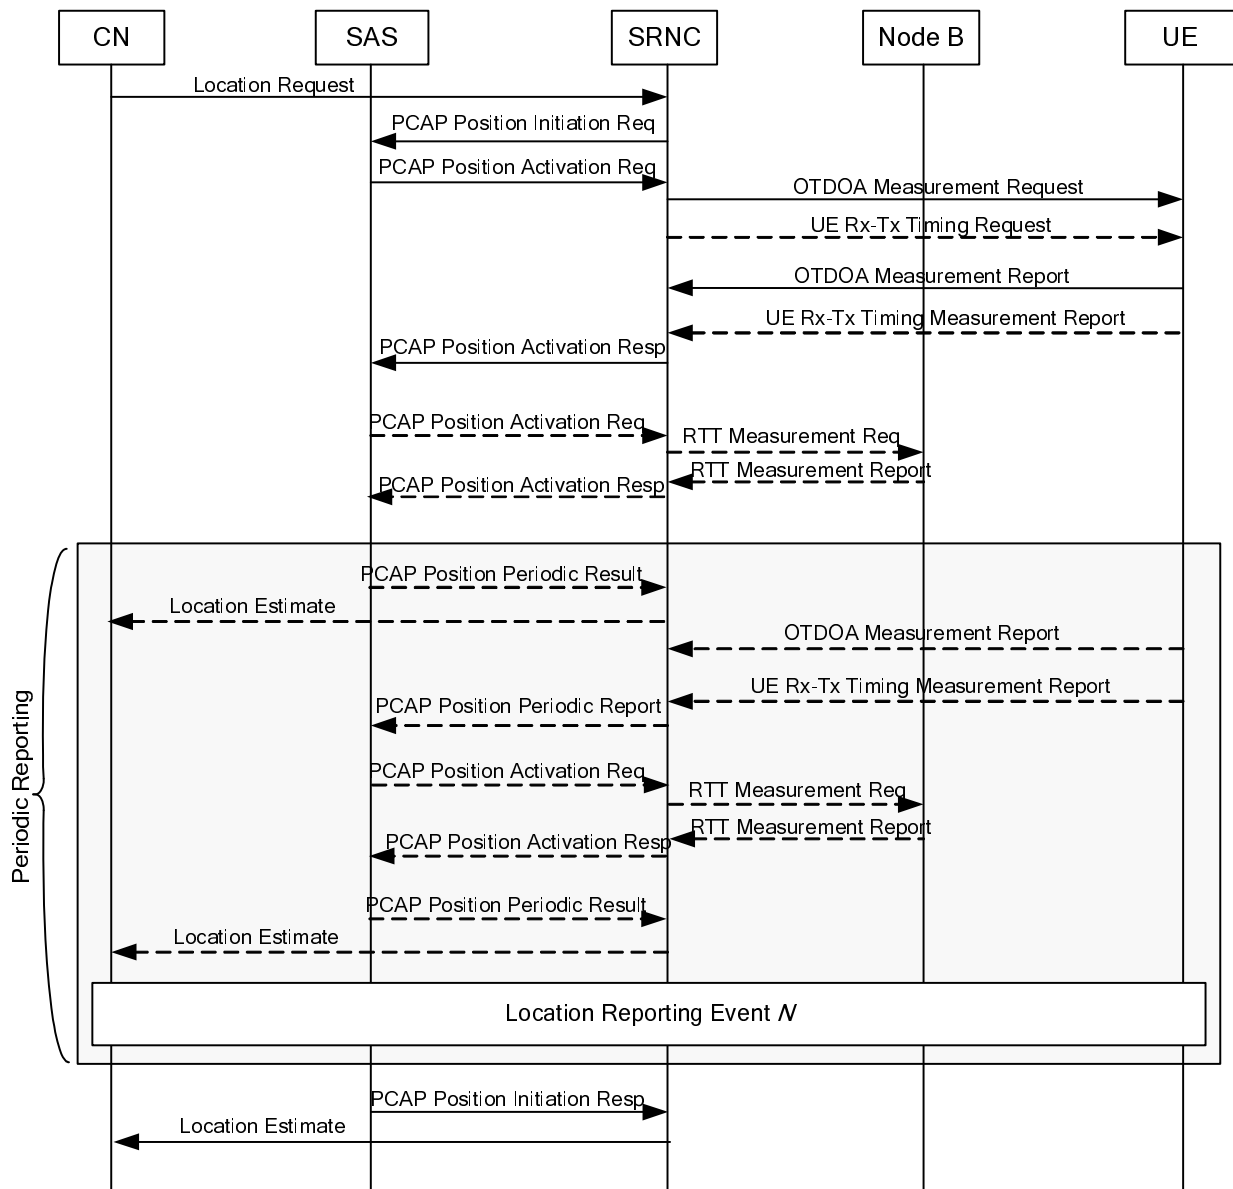 CN
SAS
SRNC
Node B
UE
Location Request
PCAP Position Initiation Req
PCAP Position Activation Req
OTDOA Measurement Request
UE Rx-Tx Timing Request
OTDOA Measurement Report
UE Rx-Tx Timing Measurement Report
PCAP Position Activation Resp
PCAP Position Activation Req
RTT Measurement Req
RTT Measurement Report
PCAP Position Activation Resp
Periodic Reporting
PCAP Position Periodic Result
Location Estimate
OTDOA Measurement Report
UE Rx-Tx Timing Measurement Report
PCAP Position Periodic Report
PCAP Position Activation Req
RTT Measurement Req
RTT Measurement Report
PCAP Position Activation Resp
PCAP Position Periodic Result
Location Estimate
Location Reporting Event N
PCAP Position Initiation Resp
Location Estimate